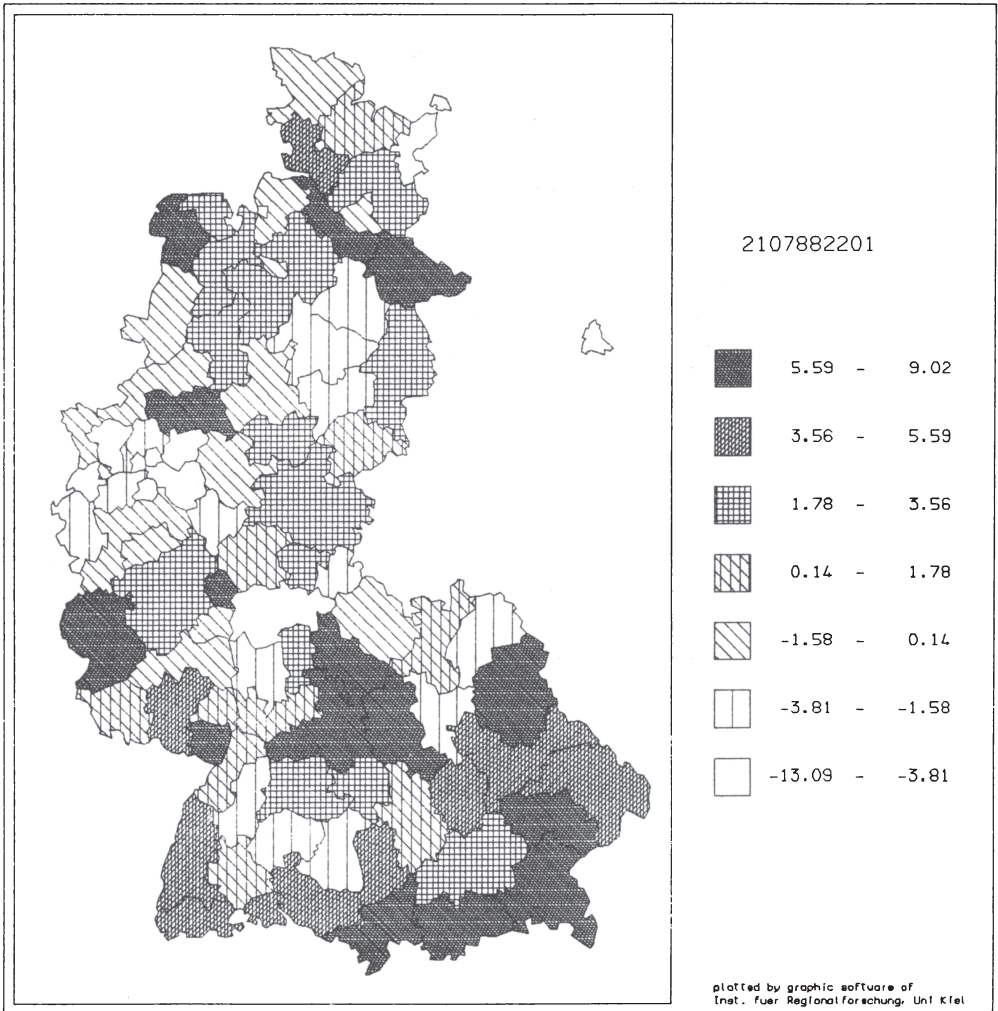 2107882201
5.59 - 9.02
3.56 - 5.59
1.78 - 3.56
0.14 - 1.78
-1.58 - 0.14
-3.81 - -1.58
-13.09 - -3.81
plotted by graphic software of
Inst. fuer Regionalforschung, Uni Kiel